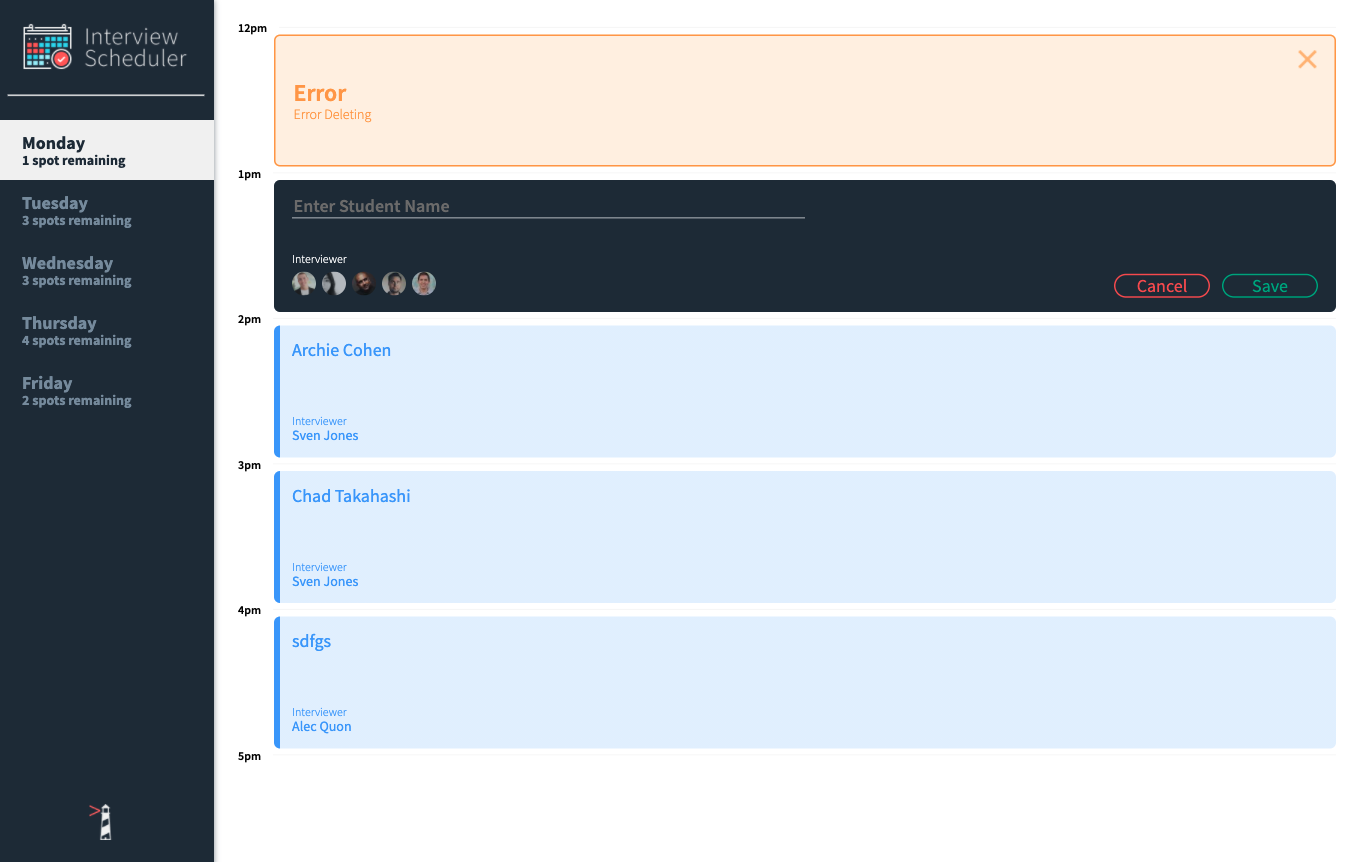 Interview
Scheduler
Monday
1 spot remaining
Tuesday
3 spots remaining
Wednesday
3 spots remaining
Thursday
4 spots remaining
Friday
2 spots remaining
12pm
Error
Error Deleting
1pm
Enter Student Name
Interviewer
Cancel
Save
2pm
Archie Cohen
Interviewer
Sven Jones
3pm
Chad Takahashi
Interviewer
Sven Jones
4pm
sdfgs
Interviewer
Alec Quon
5pm